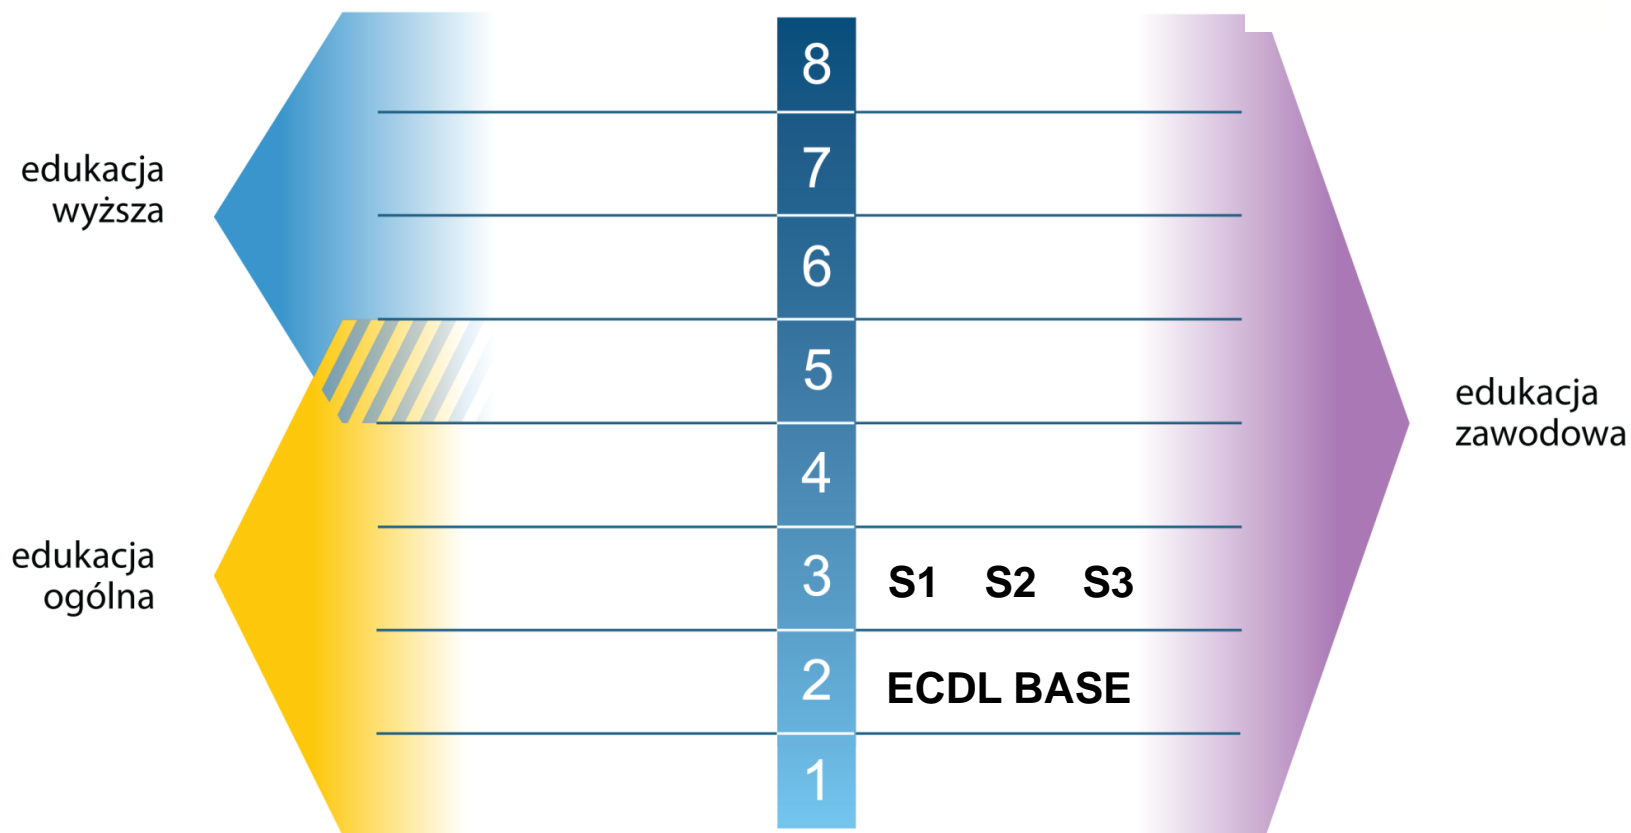 8
7
edukacja
wyższa
6
5
edukacja
zawodowa
4
edukacja
ogólna
3
S1 S2 S3
2
ECDL BASE
1